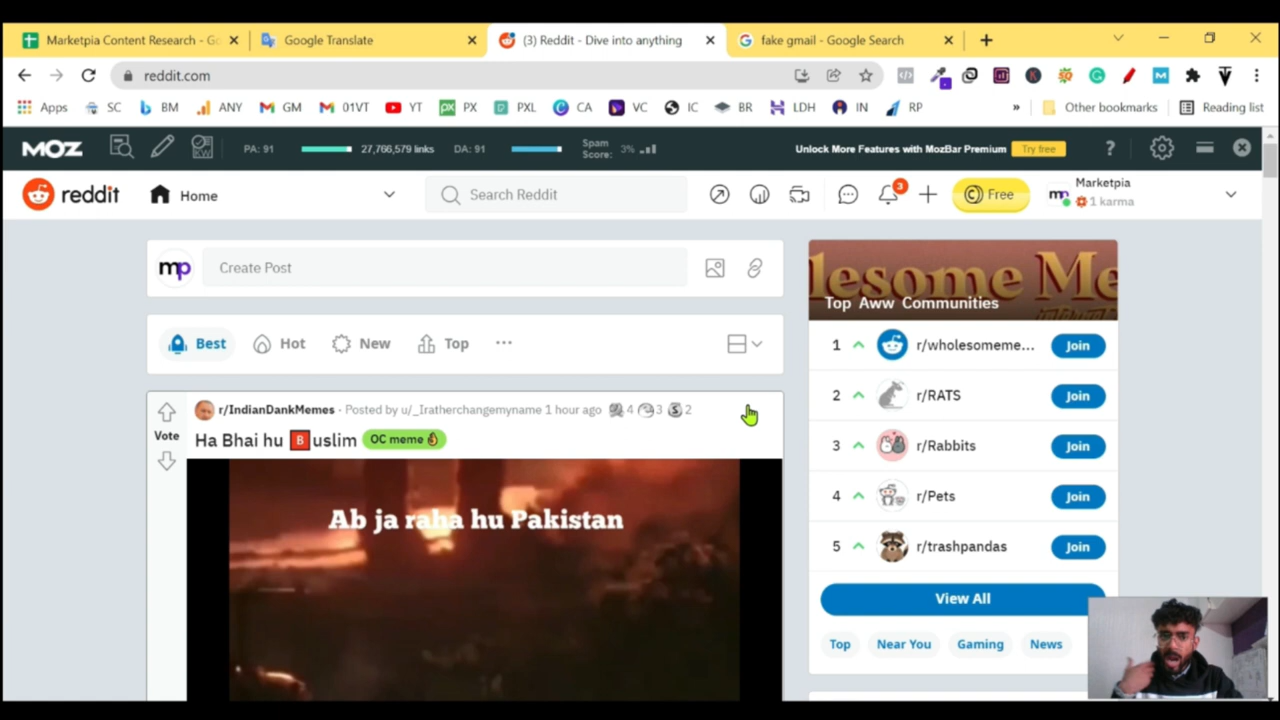 Marketpia Content Research - Go
Google Translate
(3) Reddit - Dive into anything
fake gmail - Google Search
reddit.com
Apps SC BM ANY GM 01VT YT PX PXL CA VC IC BR LDH IN RP » Other bookmarks Reading list
MOZ PA: 91 27,766,579 links DA: 91 Spam Score: 3% Unlock More Features with MozBar Premium Try free ?
reddit Home Search Reddit 3 Free Marketpia
1 karma
mp Create Post
Best Hot New Top ...
r/IndianDankMemes · Posted by u/_Iratherchangemyname 1 hour ago 4 3 2
Vote
Ha Bhai hu B uslim OC meme
Ab ja raha hu Pakistan
lesome Me
Top Aww Communities
1 r/wholesomeme... Join
2 r/RATS Join
3 r/Rabbits Join
4 r/Pets Join
5 r/trashpandas Join
View All
Top Near You Gaming News